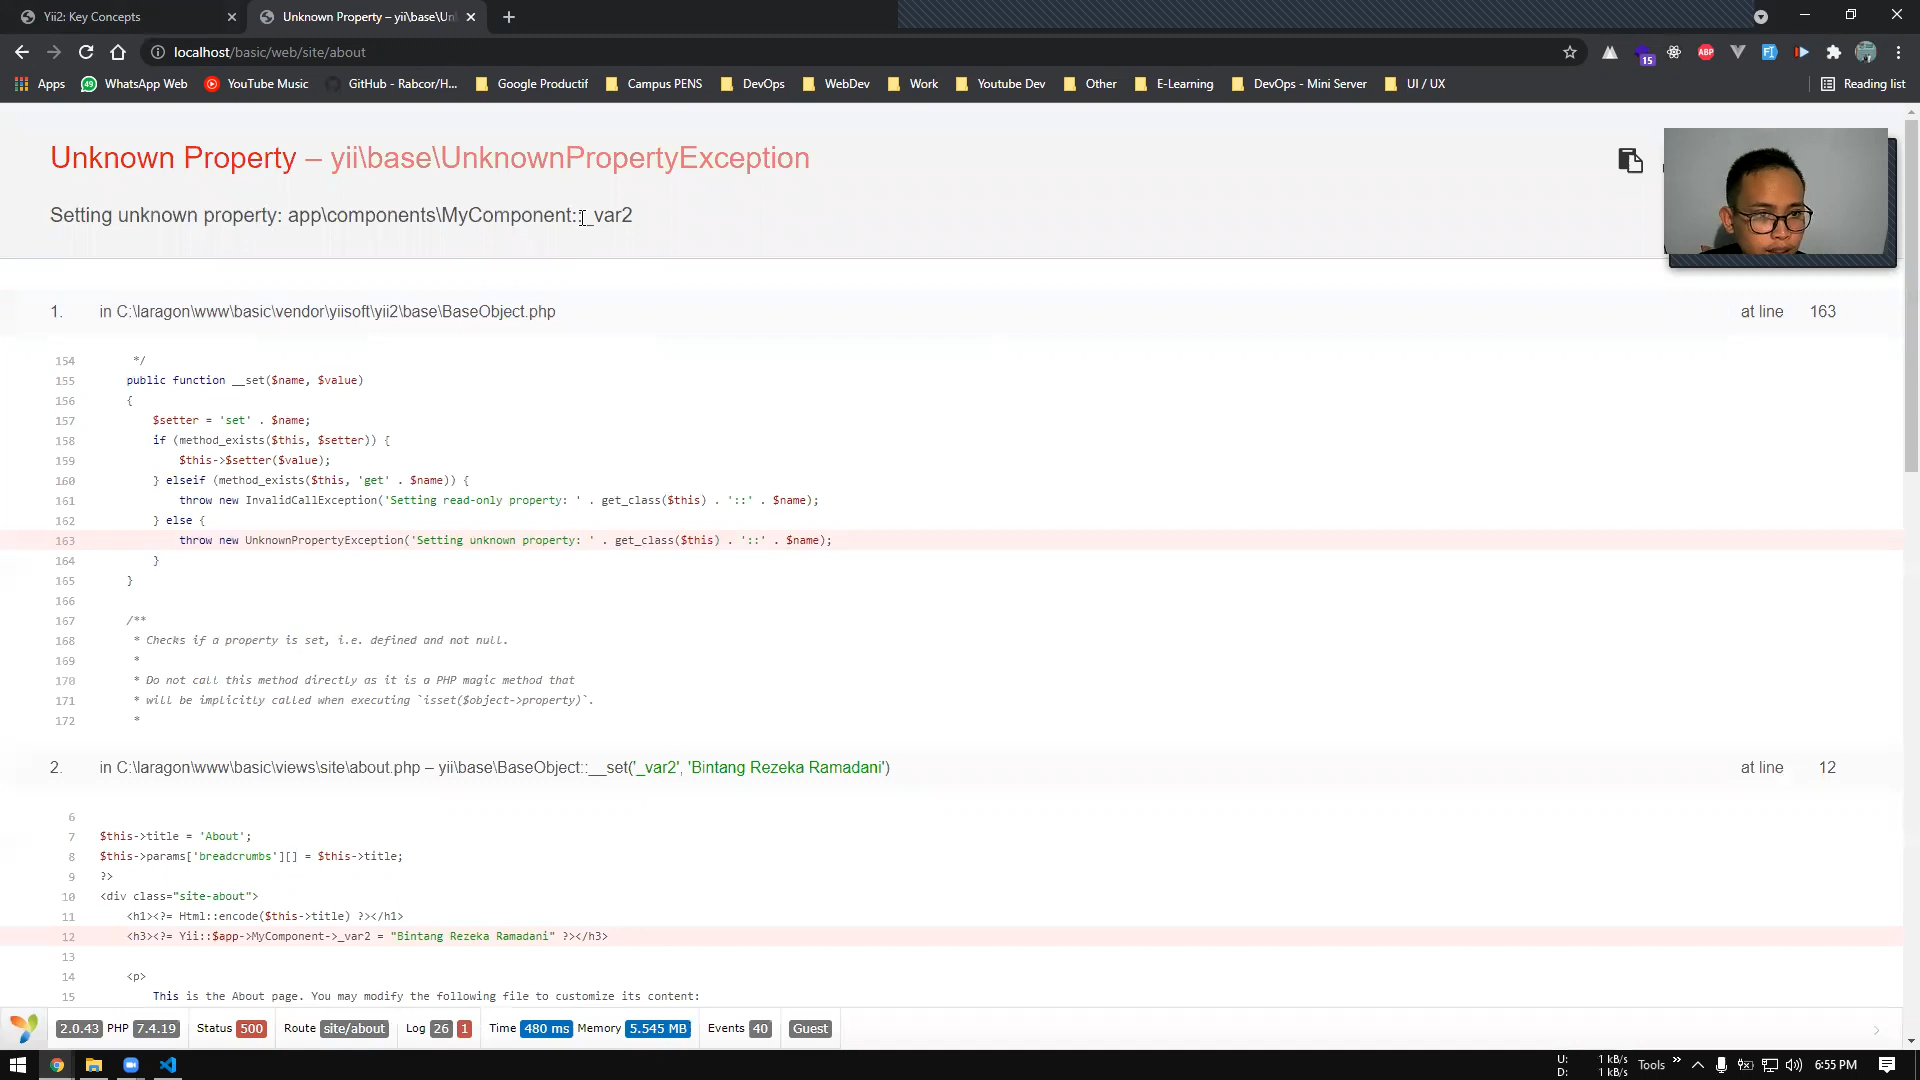 Yii2: Key Concepts
Unknown Property – yii\base\Un
localhost/basic/web/site/about
15
ABP
Apps
49
WhatsApp Web
YouTube Music
GitHub - Rabcor/H...
Google Productif
Campus PENS
DevOps
WebDev
Work
Youtube Dev
Other
E-Learning
DevOps - Mini Server
UI / UX
Reading list
Unknown Property – yii\base\UnknownPropertyException
Setting unknown property: app\components\MyComponent::_var2
1. in C:\laragon\www\basic\vendor\yiisoft\yii2\base\BaseObject.php at line 163
154 */
155 public function __set($name, $value)
156 {
157 $setter = 'set' . $name;
158 if (method_exists($this, $setter)) {
159 $this->$setter($value);
160 } elseif (method_exists($this, 'get' . $name)) {
161 throw new InvalidCallException('Setting read-only property: ' . get_class($this) . '::' . $name);
162 } else {
163 throw new UnknownPropertyException('Setting unknown property: ' . get_class($this) . '::' . $name);
164 }
165 }
166
167 /**
168 * Checks if a property is set, i.e. defined and not null.
169 *
170 * Do not call this method directly as it is a PHP magic method that
171 * will be implicitly called when executing `isset($object->property)`.
172 *
2. in C:\laragon\www\basic\views\site\about.php – yii\base\BaseObject::__set('_var2', 'Bintang Rezeka Ramadani') at line 12
6
7 $this->title = 'About';
8 $this->params['breadcrumbs'][] = $this->title;
9 ?>
10 <div class="site-about">
11 <h1><?= Html::encode($this->title) ?></h1>
12 <h3><?= Yii::$app->MyComponent->_var2 = "Bintang Rezeka Ramadani" ?></h3>
13
14 <p>
15 This is the About page. You may modify the following file to customize its content:
2.0.43 PHP 7.4.19 Status 500 Route site/about Log 26 1 Time 480 ms Memory 5.545 MB Events 40 Guest
U: 1 kB/s
D: 1 kB/s
Tools
6:55 PM